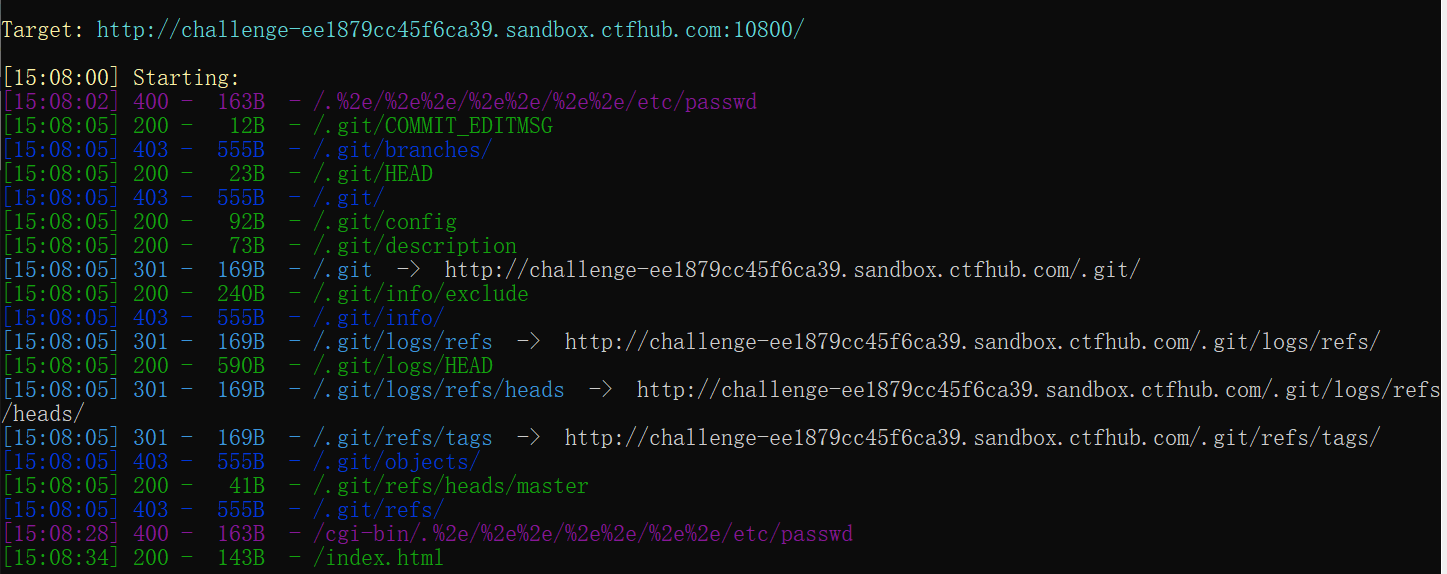 Target: http://challenge-ee1879cc45f6ca39.sandbox.ctfhub.com:10800/
[15:08:00] Starting:
[15:08:02] 400 -  163B  - /.%2e/%2e%2e/%2e%2e/%2e%2e/etc/passwd
[15:08:05] 200 -   12B  - /.git/COMMIT_EDITMSG
[15:08:05] 403 -  555B  - /.git/branches/
[15:08:05] 200 -   23B  - /.git/HEAD
[15:08:05] 403 -  555B  - /.git/
[15:08:05] 200 -   92B  - /.git/config
[15:08:05] 200 -   73B  - /.git/description
[15:08:05] 301 -  169B  - /.git  ->  http://challenge-ee1879cc45f6ca39.sandbox.ctfhub.com/.git/
[15:08:05] 200 -  240B  - /.git/info/exclude
[15:08:05] 403 -  555B  - /.git/info/
[15:08:05] 301 -  169B  - /.git/logs/refs  ->  http://challenge-ee1879cc45f6ca39.sandbox.ctfhub.com/.git/logs/refs/
[15:08:05] 200 -  590B  - /.git/logs/HEAD
[15:08:05] 301 -  169B  - /.git/logs/refs/heads  ->  http://challenge-ee1879cc45f6ca39.sandbox.ctfhub.com/.git/logs/refs
/heads/
[15:08:05] 301 -  169B  - /.git/refs/tags  ->  http://challenge-ee1879cc45f6ca39.sandbox.ctfhub.com/.git/refs/tags/
[15:08:05] 403 -  555B  - /.git/objects/
[15:08:05] 200 -   41B  - /.git/refs/heads/master
[15:08:05] 403 -  555B  - /.git/refs/
[15:08:28] 400 -  163B  - /cgi-bin/.%2e/%2e%2e/%2e%2e/%2e%2e/etc/passwd
[15:08:34] 200 -  143B  - /index.html